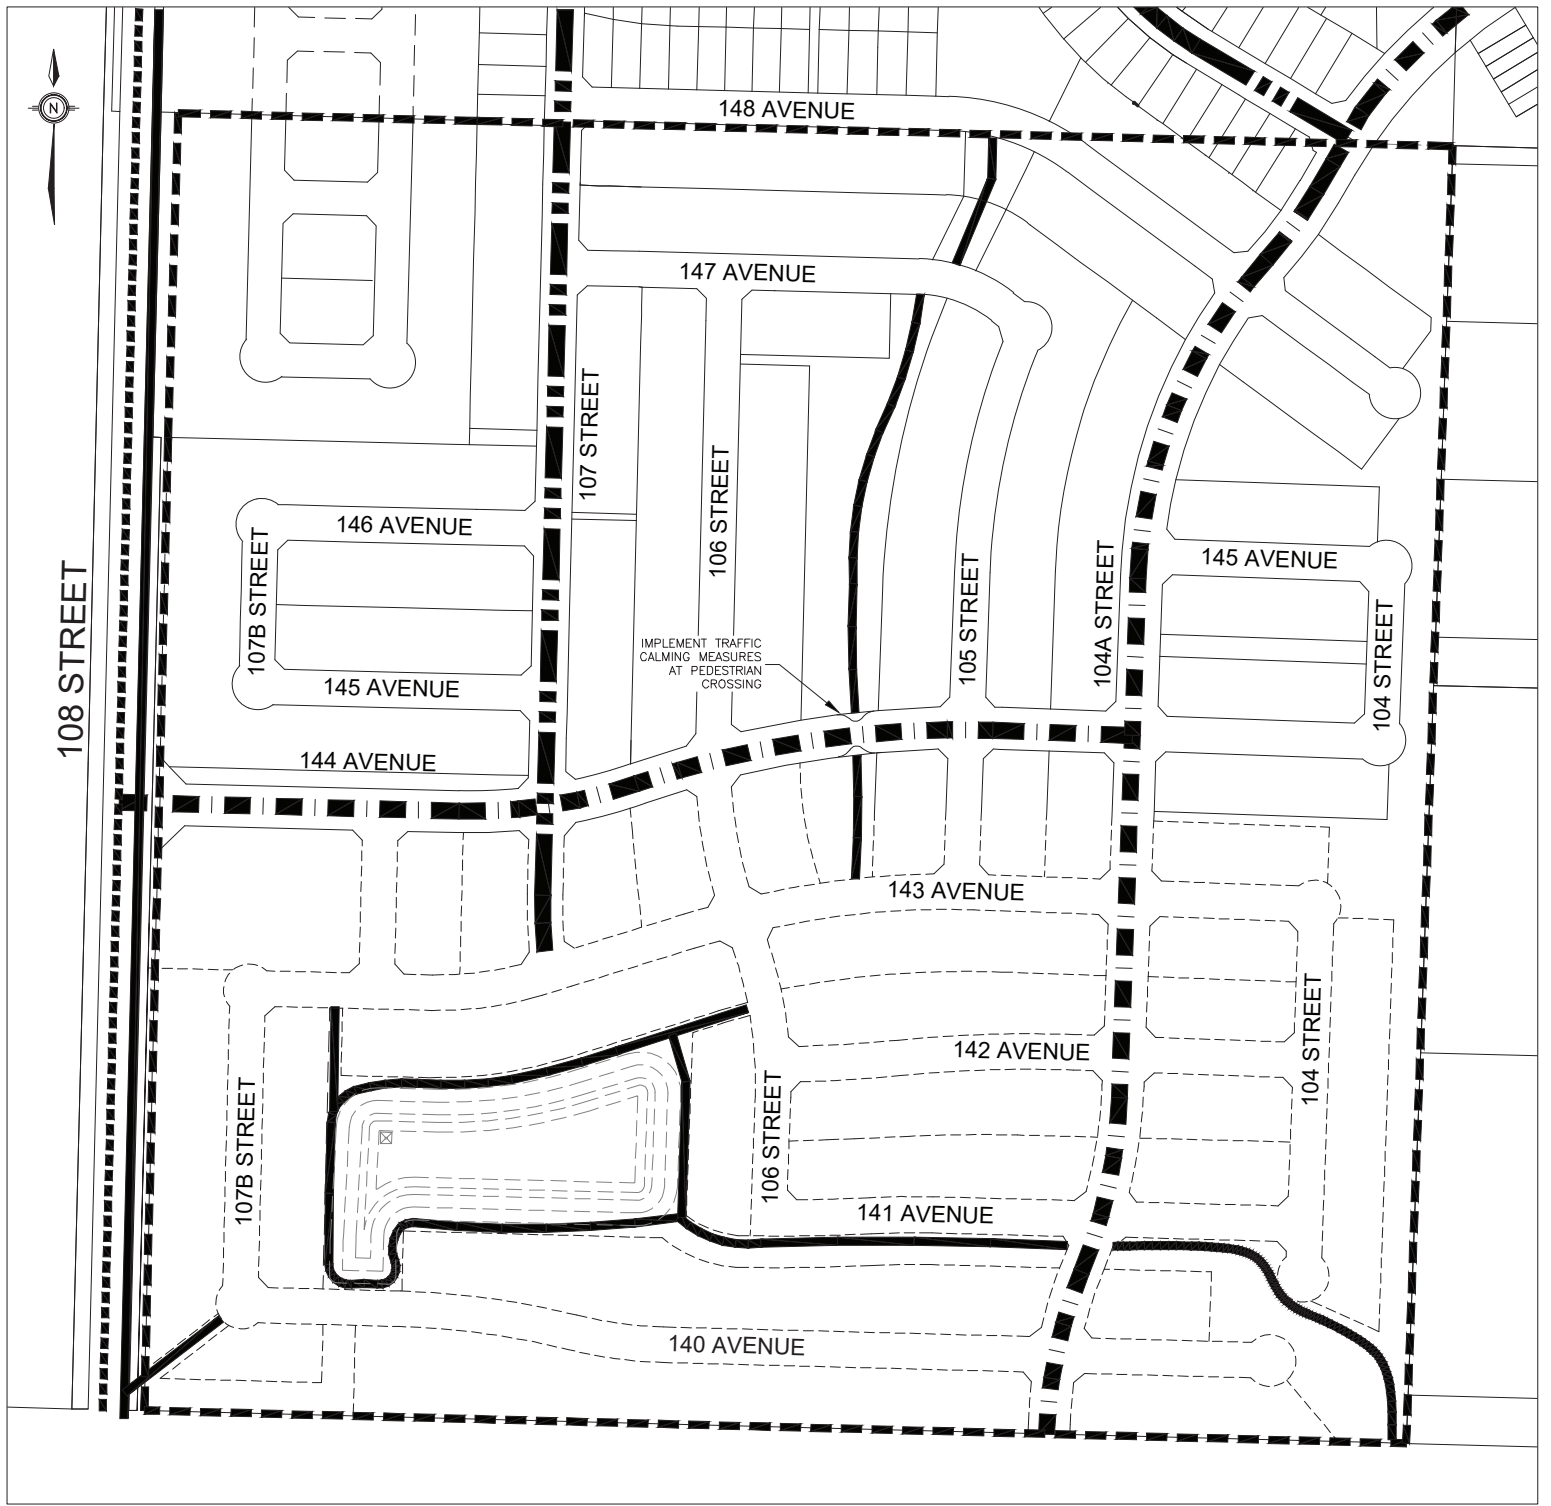 N
148 AVENUE
147 AVENUE
107 STREET
106 STREET
146 AVENUE
107B STREET
145 AVENUE
108 STREET
105 STREET
104A STREET
145 AVENUE
104 STREET
IMPLEMENT TRAFFIC
CALMING MEASURES
AT PEDESTRIAN
CROSSING
144 AVENUE
143 AVENUE
142 AVENUE
104 STREET
107B STREET
106 STREET
141 AVENUE
140 AVENUE